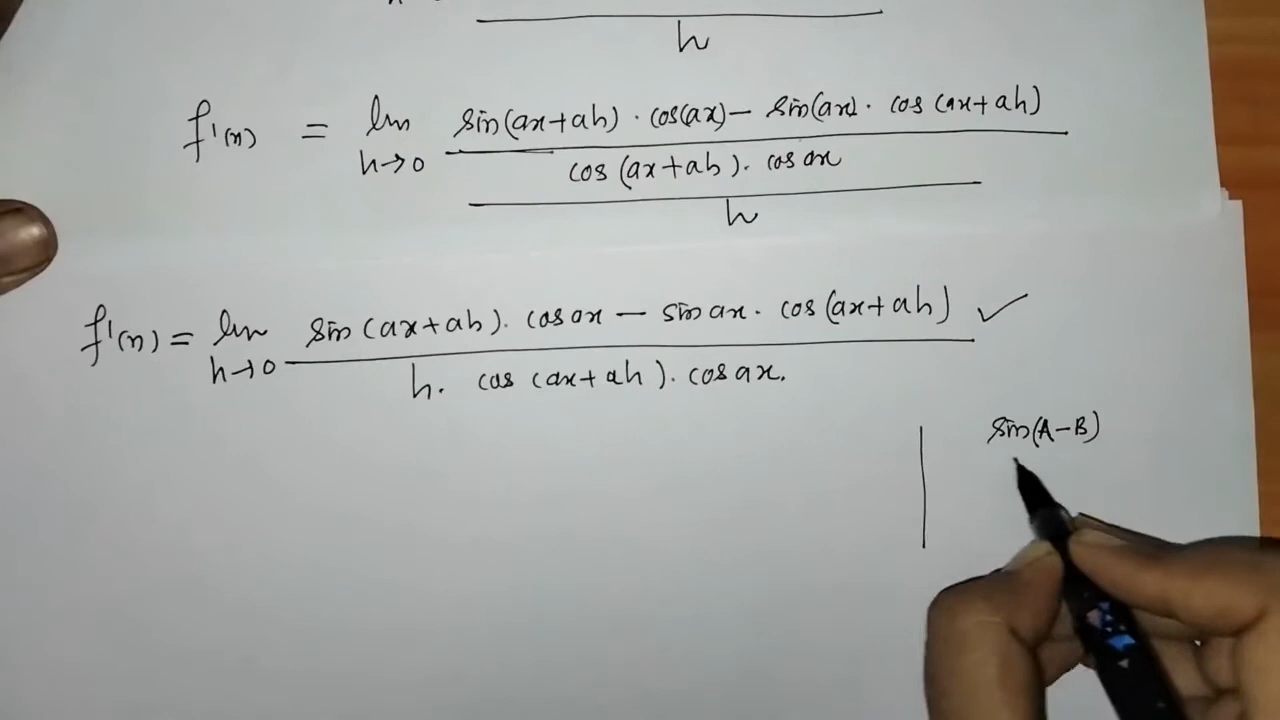 h
f'(x) = lim sin(ax+ah) . cos(ax) - sin(ax) . cos(ax+ah)
h→0 cos(ax+ah) . cos ax
h
f'(x) = lim sin(ax+ah) . cos ax - sin ax . cos(ax+ah) ✓
h→0 h. cos(ax+ah) . cos ax.
sin(A-B)